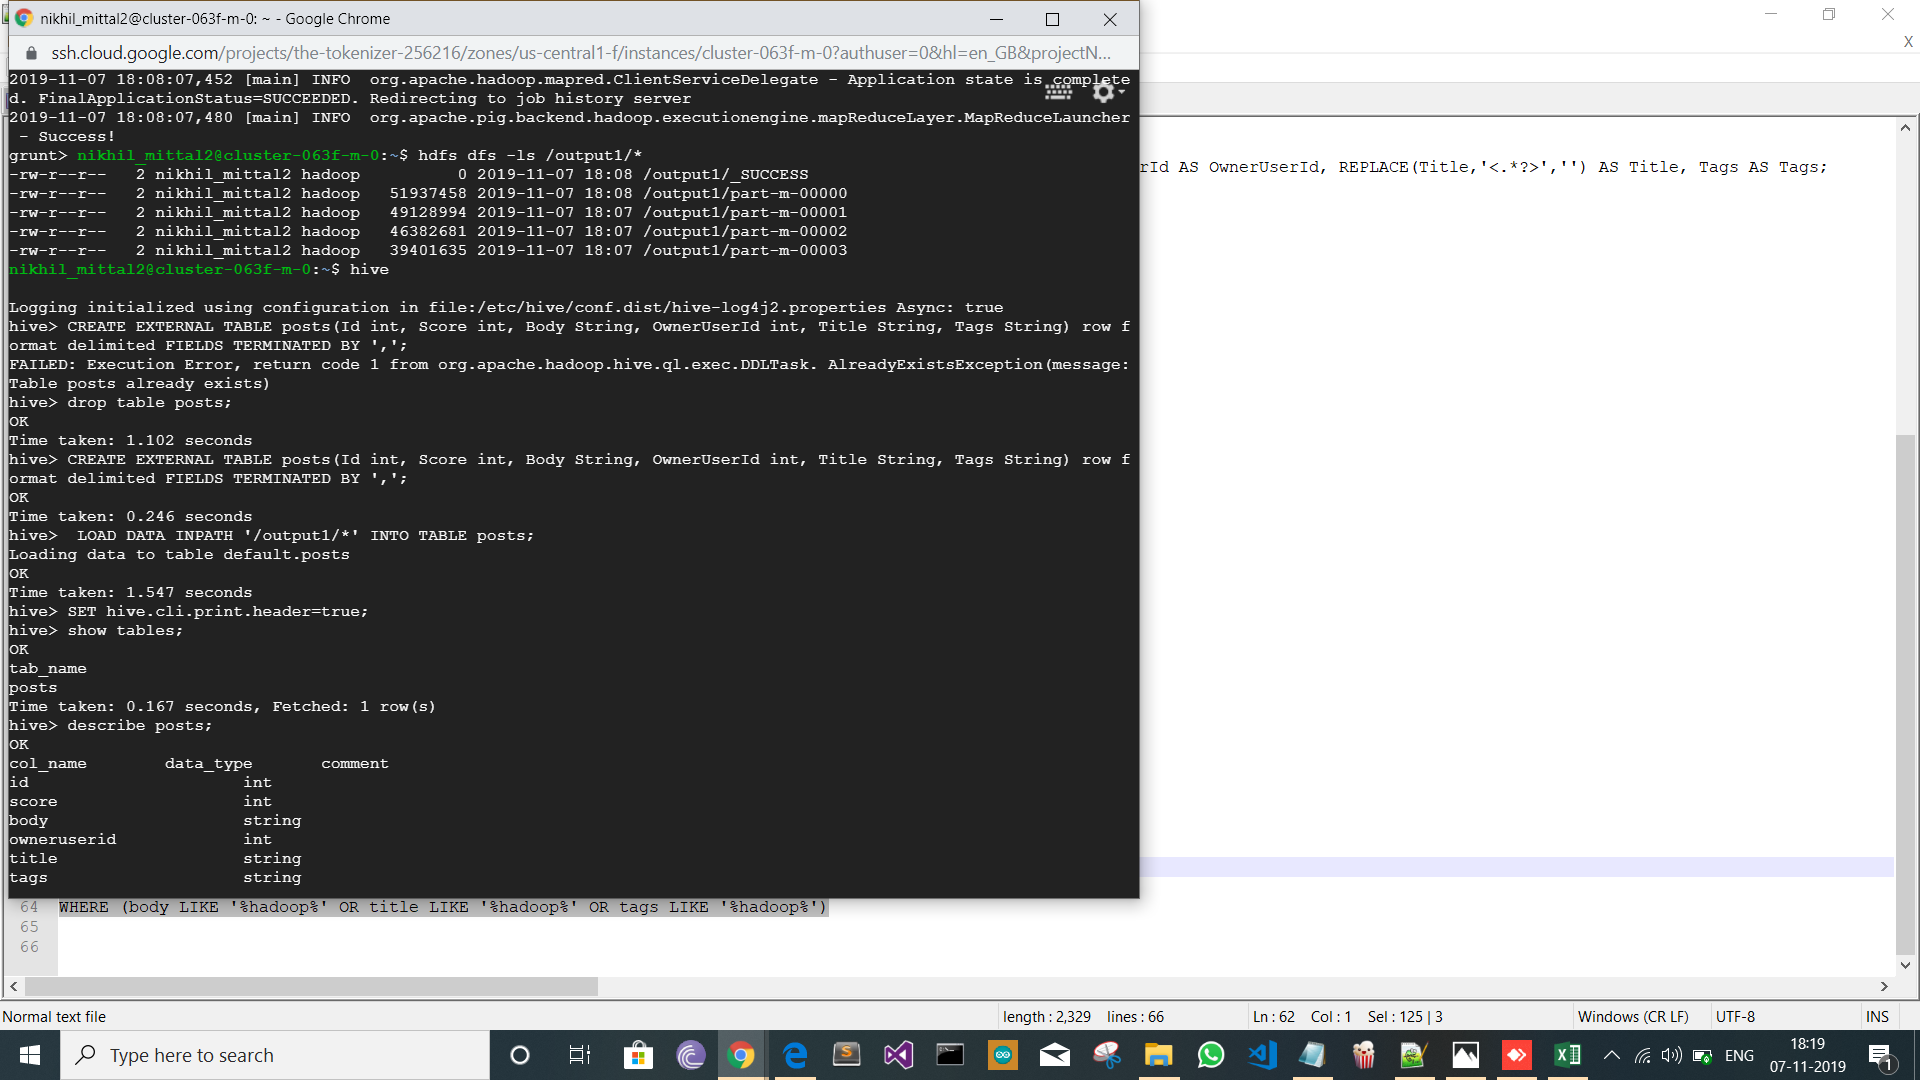 nikhil_mittal2@cluster-063f-m-0: ~ - Google Chrome
ssh.cloud.google.com/projects/the-tokenizer-256216/zones/us-central1-f/instances/cluster-063f-m-0?authuser=0&hl=en_GB&projectN...
X
2019-11-07 18:08:07,452 [main] INFO  org.apache.hadoop.mapred.ClientServiceDelegate - Application state is complete
d. FinalApplicationStatus=SUCCEEDED. Redirecting to job history server
2019-11-07 18:08:07,480 [main] INFO  org.apache.pig.backend.hadoop.executionengine.mapReduceLayer.MapReduceLauncher
 - Success!
grunt> nikhil_mittal2@cluster-063f-m-0:~$ hdfs dfs -ls /output1/*
-rw-r--r--   2 nikhil_mittal2 hadoop          0 2019-11-07 18:08 /output1/_SUCCESS
-rw-r--r--   2 nikhil_mittal2 hadoop   51937458 2019-11-07 18:08 /output1/part-m-00000
-rw-r--r--   2 nikhil_mittal2 hadoop   49128994 2019-11-07 18:07 /output1/part-m-00001
-rw-r--r--   2 nikhil_mittal2 hadoop   46382681 2019-11-07 18:07 /output1/part-m-00002
-rw-r--r--   2 nikhil_mittal2 hadoop   39401635 2019-11-07 18:07 /output1/part-m-00003
nikhil_mittal2@cluster-063f-m-0:~$ hive
Logging initialized using configuration in file:/etc/hive/conf.dist/hive-log4j2.properties Async: true
hive> CREATE EXTERNAL TABLE posts(Id int, Score int, Body String, OwnerUserId int, Title String, Tags String) row f
ormat delimited FIELDS TERMINATED BY ',';
FAILED: Execution Error, return code 1 from org.apache.hadoop.hive.ql.exec.DDLTask. AlreadyExistsException(message:
Table posts already exists)
hive> drop table posts;
OK
Time taken: 1.102 seconds
hive> CREATE EXTERNAL TABLE posts(Id int, Score int, Body String, OwnerUserId int, Title String, Tags String) row f
ormat delimited FIELDS TERMINATED BY ',';
OK
Time taken: 0.246 seconds
hive>  LOAD DATA INPATH '/output1/*' INTO TABLE posts;
Loading data to table default.posts
OK
Time taken: 1.547 seconds
hive> SET hive.cli.print.header=true;
hive> show tables;
OK
tab_name
posts
Time taken: 0.167 seconds, Fetched: 1 row(s)
hive> describe posts;
OK
col_name        data_type       comment
id                      int
score                   int
body                    string
owneruserid             int
title                   string
tags                    string
rId AS OwnerUserId, REPLACE(Title,'<.*?>','') AS Title, Tags AS Tags;
64 WHERE (body LIKE '%hadoop%' OR title LIKE '%hadoop%' OR tags LIKE '%hadoop%')
65
66
Normal text file length : 2,329 lines : 66 Ln : 62 Col : 1 Sel : 125 | 3 Windows (CR LF) UTF-8 INS
Type here to search
ENG
18:19
07-11-2019
1